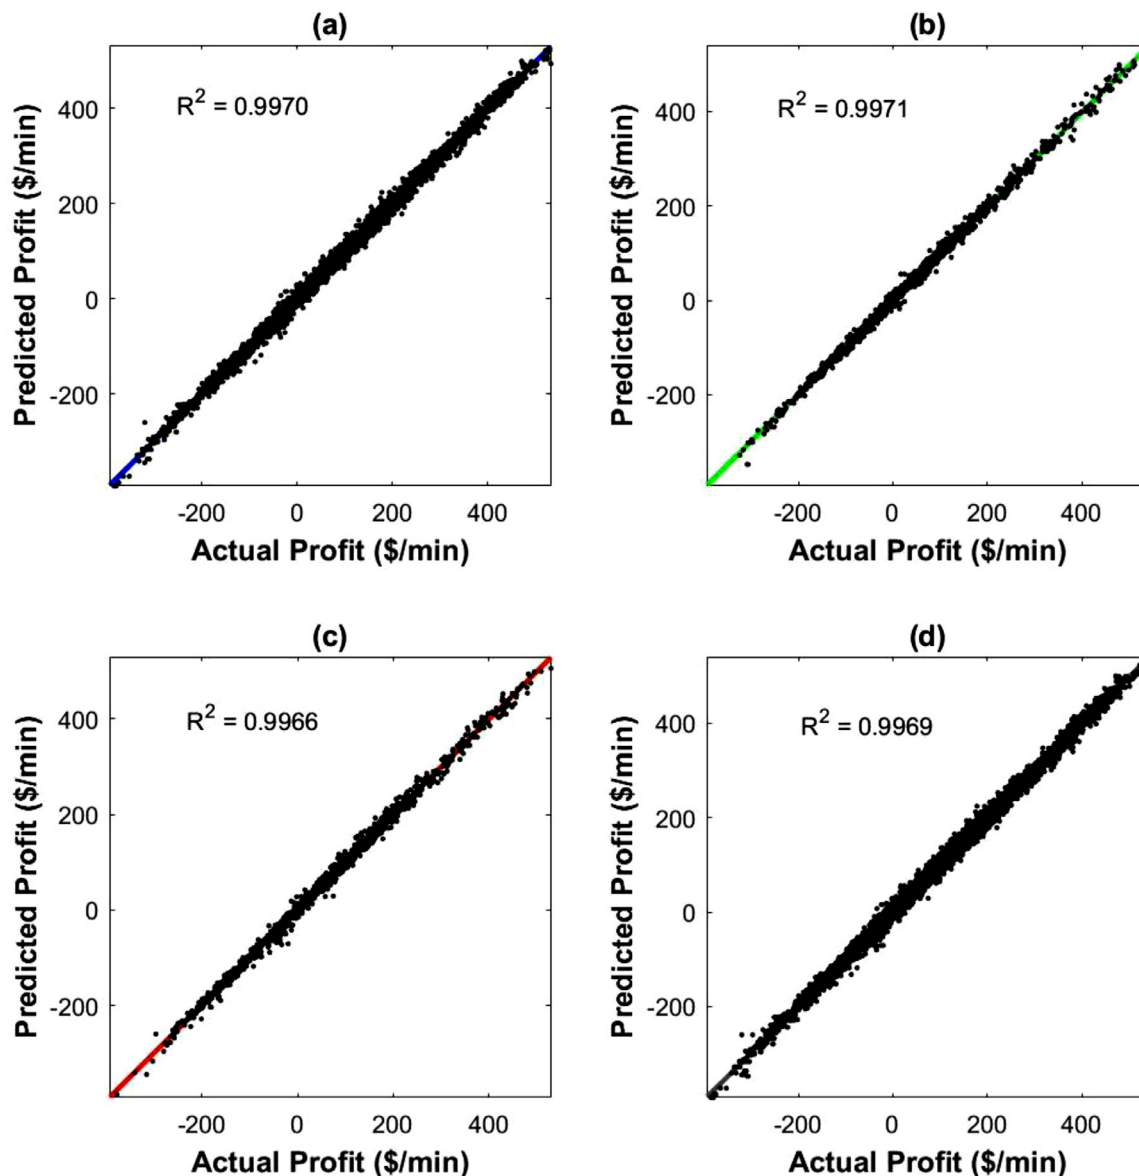 (a)
R² = 0.9970
Predicted Profit ($/min)
400
200
0
-200
-200 0 200 400
Actual Profit ($/min)
(b)
R² = 0.9971
Predicted Profit ($/min)
400
200
0
-200
-200 0 200 400
Actual Profit ($/min)
(c)
R² = 0.9966
Predicted Profit ($/min)
400
200
0
-200
-200 0 200 400
Actual Profit ($/min)
(d)
R² = 0.9969
Predicted Profit ($/min)
400
200
0
-200
-200 0 200 400
Actual Profit ($/min)